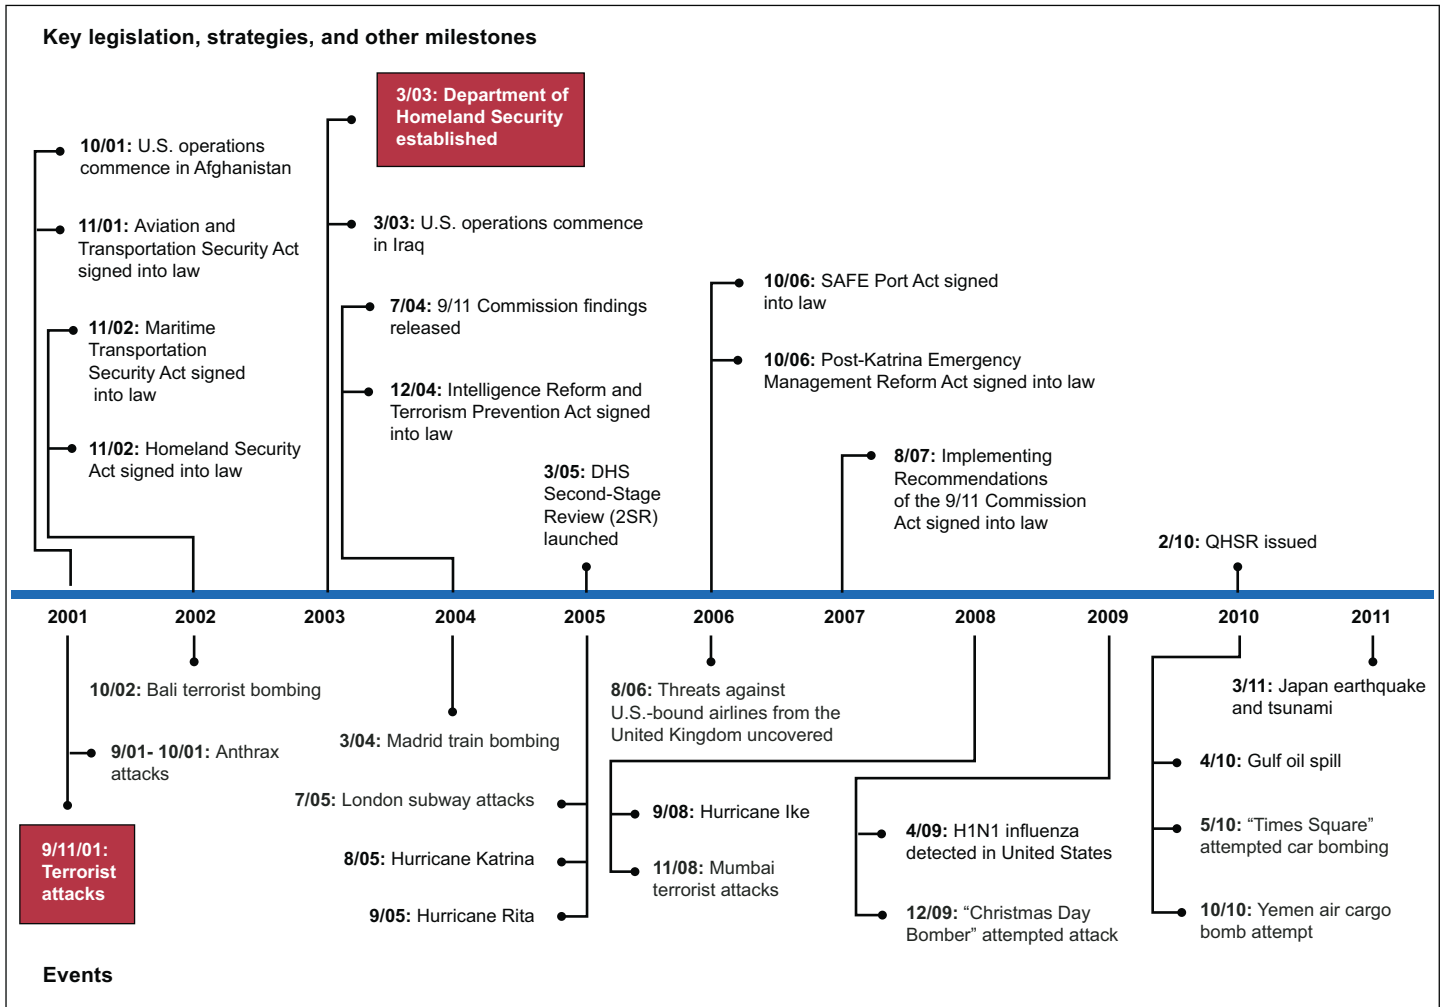 Key legislation, strategies, and other milestones
3/03: Department of
Homeland Security
established
10/01: U.S. operations
commence in Afghanistan
11/01: Aviation and
Transportation Security Act
signed into law
3/03: U.S. operations commence
in Iraq
11/02: Maritime
Transportation
Security Act signed
into law
7/04: 9/11 Commission findings
released
10/06: SAFE Port Act signed
into law
10/06: Post-Katrina Emergency
Management Reform Act signed into law
12/04: Intelligence Reform and
Terrorism Prevention Act signed
into law
11/02: Homeland Security
Act signed into law
3/05: DHS
Second-Stage
Review (2SR)
launched
8/07: Implementing
Recommendations
of the 9/11 Commission
Act signed into law
2/10: QHSR issued
2001 2002 2003 2004 2005 2006 2007 2008 2009 2010 2011
10/02: Bali terrorist bombing
9/01- 10/01: Anthrax
attacks
9/11/01:
Terrorist
attacks
3/04: Madrid train bombing
7/05: London subway attacks
8/05: Hurricane Katrina
9/05: Hurricane Rita
8/06: Threats against
U.S.-bound airlines from the
United Kingdom uncovered
9/08: Hurricane Ike
11/08: Mumbai
terrorist attacks
4/09: H1N1 influenza
detected in United States
12/09: “Christmas Day
Bomber” attempted attack
3/11: Japan earthquake
and tsunami
4/10: Gulf oil spill
5/10: “Times Square”
attempted car bombing
10/10: Yemen air cargo
bomb attempt
Events